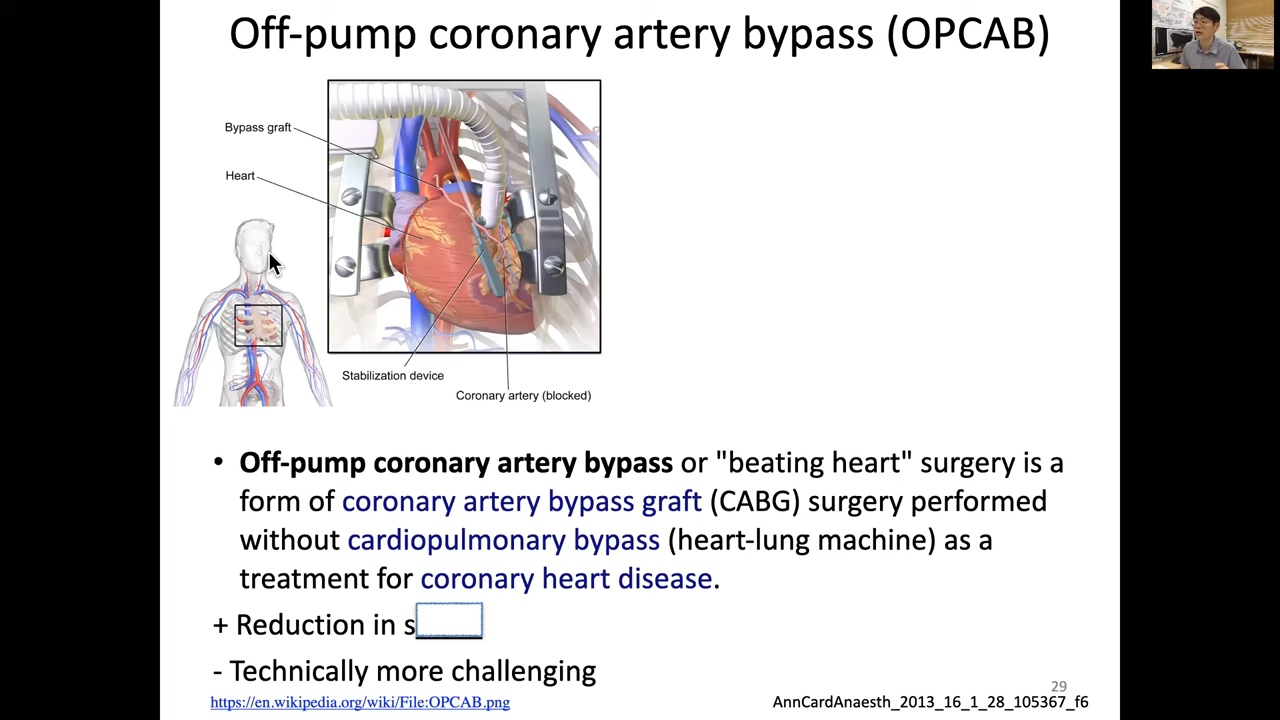 Off-pump coronary artery bypass (OPCAB)
Bypass graft
Heart
Stabilization device
Coronary artery (blocked)
• Off-pump coronary artery bypass or "beating heart" surgery is a
form of coronary artery bypass graft (CABG) surgery performed
without cardiopulmonary bypass (heart-lung machine) as a
treatment for coronary heart disease.
+ Reduction in s
- Technically more challenging
29
https://en.wikipedia.org/wiki/File:OPCAB.png
AnnCardAnaesth_2013_16_1_28_105367_f6